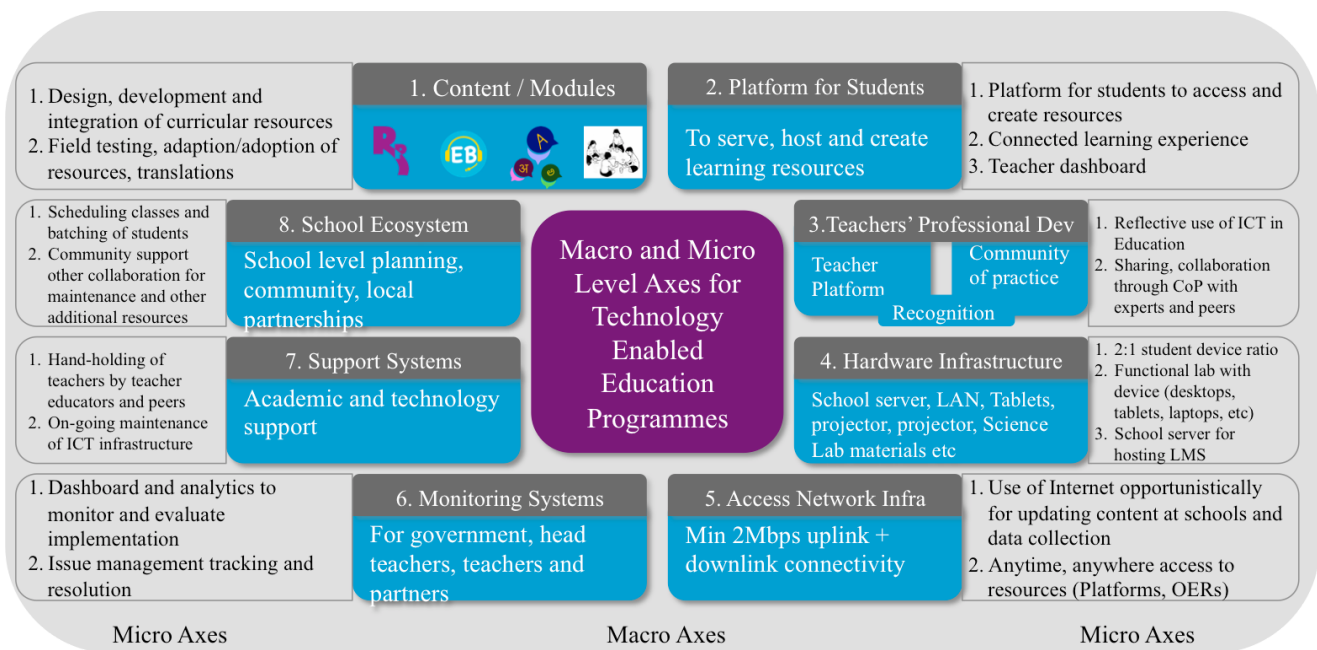 1. Design, development and
integration of curricular resources
2. Field testing, adaption/adoption of
resources, translations
1. Content / Modules
EB
A
अ
2. Platform for Students
To serve, host and create
learning resources
1. Platform for students to access and
create resources
2. Connected learning experience
3. Teacher dashboard
1. Scheduling classes and
batching of students
2. Community support
other collaboration for
maintenance and other
additional resources
8. School Ecosystem
School level planning,
community, local
partnerships
Macro and Micro
Level Axes for
Technology
Enabled
Education
Programmes
3.Teachers' Professional Dev
Teacher
Platform
Community
of practice
Recognition
1. Reflective use of ICT in
Education
2. Sharing, collaboration
through CoP with
experts and peers
1. Hand-holding of
teachers by teacher
educators and peers
2. On-going maintenance
of ICT infrastructure
7. Support Systems
Academic and technology
support
4. Hardware Infrastructure
School server, LAN, Tablets,
projector, projector, Science
Lab materials etc
1. 2:1 student device ratio
2. Functional lab with
device (desktops,
tablets, laptops, etc)
3. School server for
hosting LMS
1. Dashboard and analytics to
monitor and evaluate
implementation
2. Issue management tracking and
resolution
6. Monitoring Systems
For government, head
teachers, teachers and
partners
5. Access Network Infra
Min 2Mbps uplink +
downlink connectivity
1. Use of Internet opportunistically
for updating content at schools and
data collection
2. Anytime, anywhere access to
resources (Platforms, OERs)
Micro Axes
Macro Axes
Micro Axes